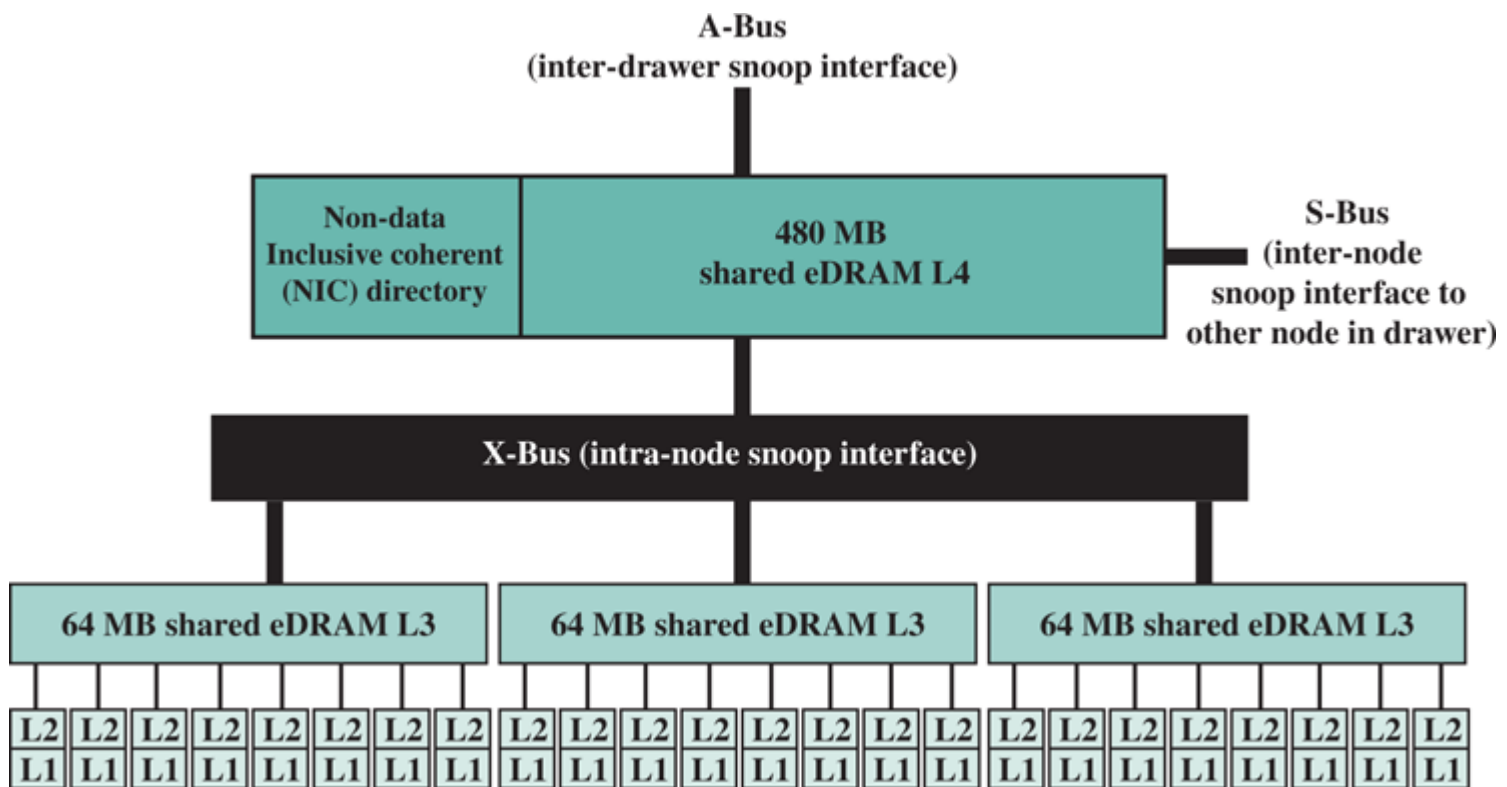 A-Bus
(inter-drawer snoop interface)
Non-data
Inclusive coherent
(NIC) directory
480 MB
shared eDRAM L4
S-Bus
(inter-node
snoop interface to
other node in drawer)
X-Bus (intra-node snoop interface)
64 MB shared eDRAM L3 64 MB shared eDRAM L3 64 MB shared eDRAM L3
L2 L2 L2 L2 L2 L2 L2 L2 L2 L2 L2 L2 L2 L2 L2 L2 L2 L2 L2 L2 L2 L2 L2 L2
L1 L1 L1 L1 L1 L1 L1 L1 L1 L1 L1 L1 L1 L1 L1 L1 L1 L1 L1 L1 L1 L1 L1 L1